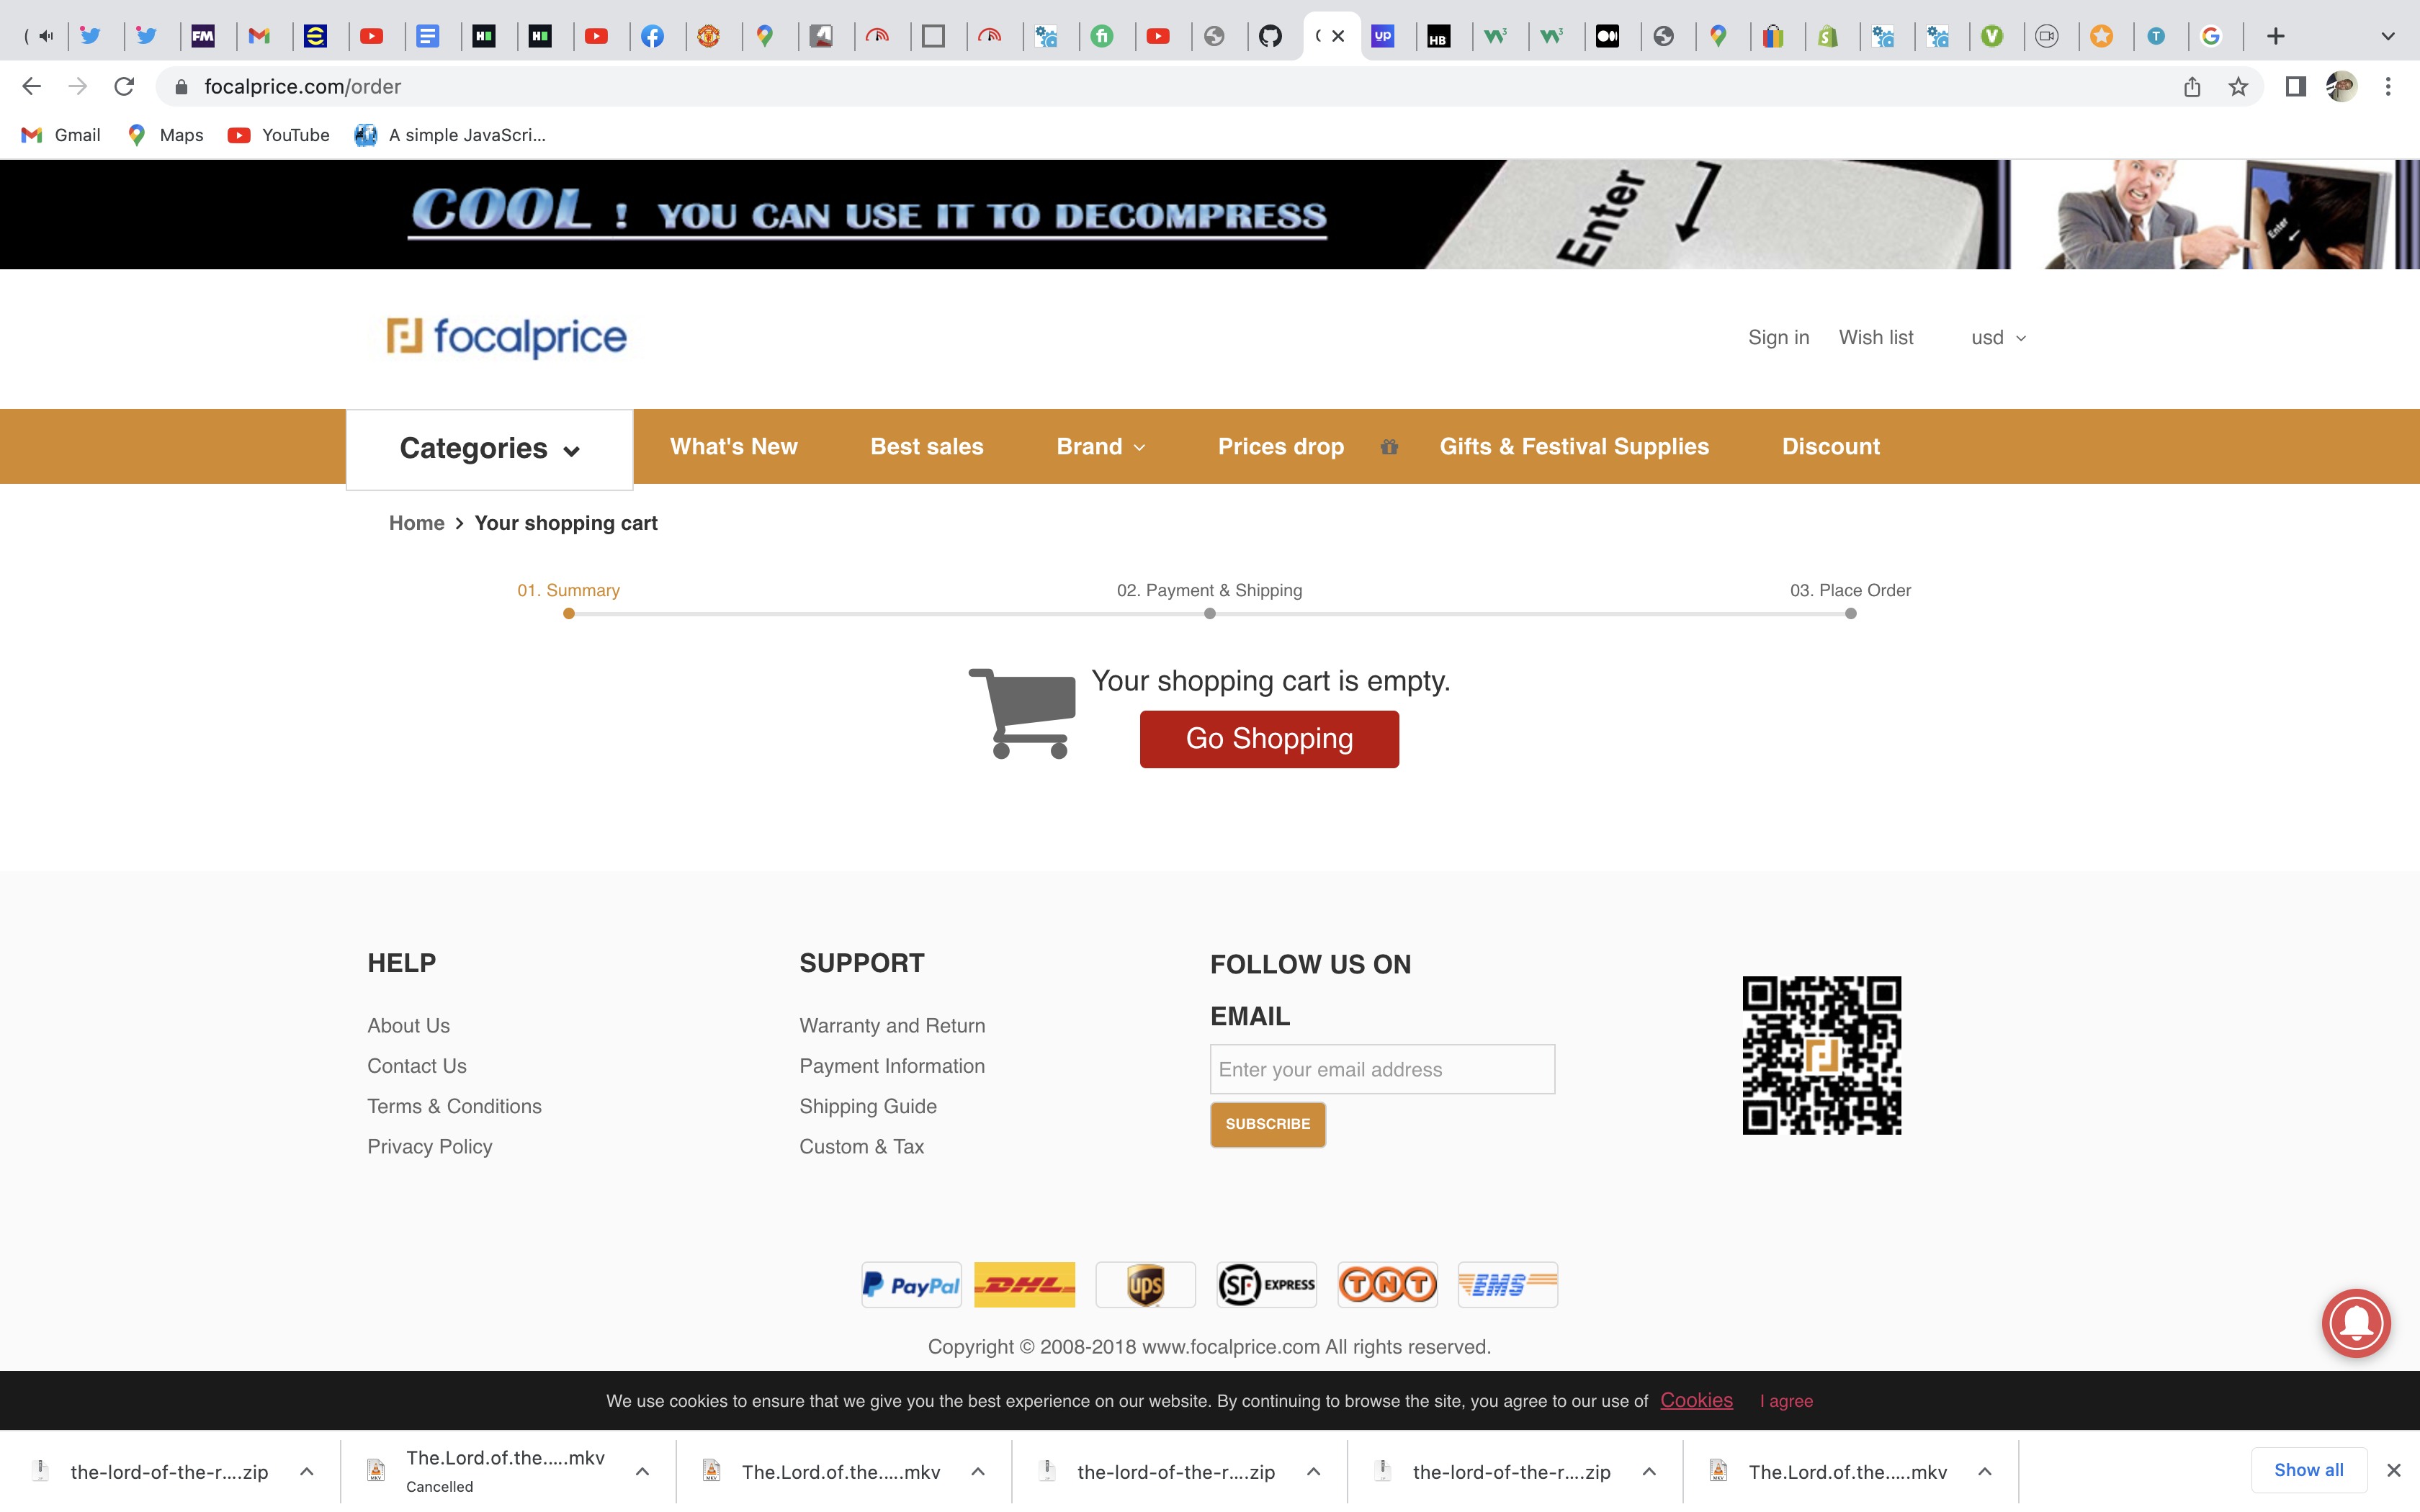 focalprice.com/order
Gmail
Maps
YouTube
A simple JavaScri...
COOL ! YOU CAN USE IT TO DECOMPRESS
Enter
Enter
focalprice
Sign in
Wish list
usd
Categories
What's New
Best sales
Brand
Prices drop
Gifts & Festival Supplies
Discount
Home > Your shopping cart
01. Summary
02. Payment & Shipping
03. Place Order
Your shopping cart is empty.
Go Shopping
HELP
About Us
Contact Us
Terms & Conditions
Privacy Policy
SUPPORT
Warranty and Return
Payment Information
Shipping Guide
Custom & Tax
FOLLOW US ON
EMAIL
Enter your email address
SUBSCRIBE
PayPal
DHL
ups
SF EXPRESS
TNT
EMS
Copyright © 2008-2018 www.focalprice.com All rights reserved.
We use cookies to ensure that we give you the best experience on our website. By continuing to browse the site, you agree to our use of Cookies I agree
the-lord-of-the-r....zip
The.Lord.of.the.....mkv
Cancelled
The.Lord.of.the.....mkv
the-lord-of-the-r....zip
the-lord-of-the-r....zip
The.Lord.of.the.....mkv
Show all